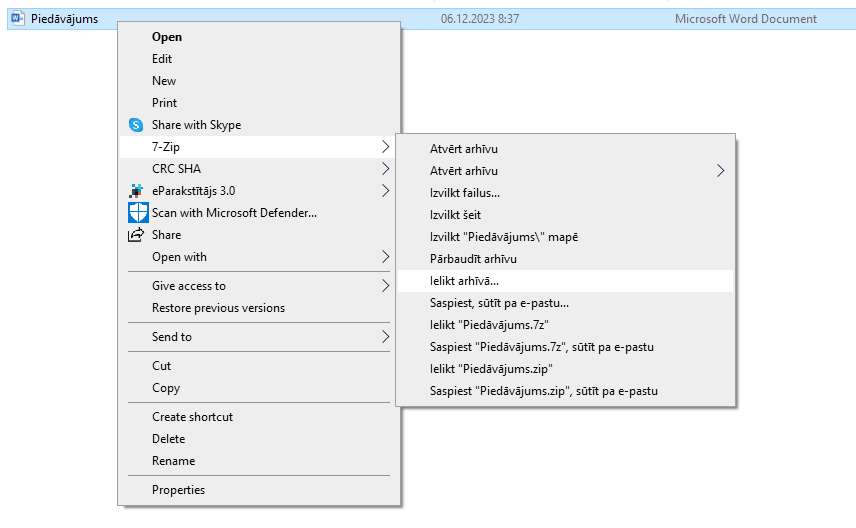 Piedāvājums 06.12.2023 8:37 Microsoft Word Document
Open
Edit
New
Print
Share with Skype
7-Zip
CRC SHA
eParakstītājs 3.0
Scan with Microsoft Defender...
Share
Open with
Give access to
Restore previous versions
Send to
Cut
Copy
Create shortcut
Delete
Rename
Properties
Atvērt arhīvu
Atvērt arhīvu
Izvilkt failus...
Izvilkt šeit
Izvilkt "Piedāvājums\" mapē
Pārbaudīt arhīvu
Ielikt arhīvā...
Saspiest, sūtīt pa e-pastu...
Ielikt "Piedāvājums.7z"
Saspiest "Piedāvājums.7z", sūtīt pa e-pastu
Ielikt "Piedāvājums.zip"
Saspiest "Piedāvājums.zip", sūtīt pa e-pastu